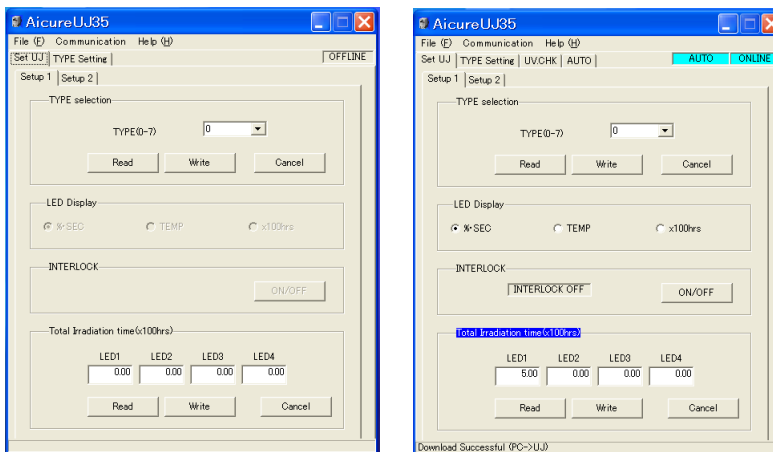 AicureUJ35
File (F) Communication Help (H)
Set UJ TYPE Setting OFFLINE
Setup 1 Setup 2
TYPE selection
TYPE(0-7) 0
Read Write Cancel
LED Display
%·SEC TEMP x100hrs
INTERLOCK
ON/OFF
Total Irradiation time(x100hrs)
LED1 LED2 LED3 LED4
0.00 0.00 0.00 0.00
Read Write Cancel
AicureUJ35
File (F) Communication Help (H)
Set UJ TYPE Setting UV.CHK AUTO AUTO ONLINE
Setup 1 Setup 2
TYPE selection
TYPE(0-7) 0
Read Write Cancel
LED Display
%·SEC TEMP x100hrs
INTERLOCK
INTERLOCK OFF ON/OFF
Total Irradiation time(x100hrs)
LED1 LED2 LED3 LED4
5.00 0.00 0.00 0.00
Read Write Cancel
Download Successful (PC->UJ)